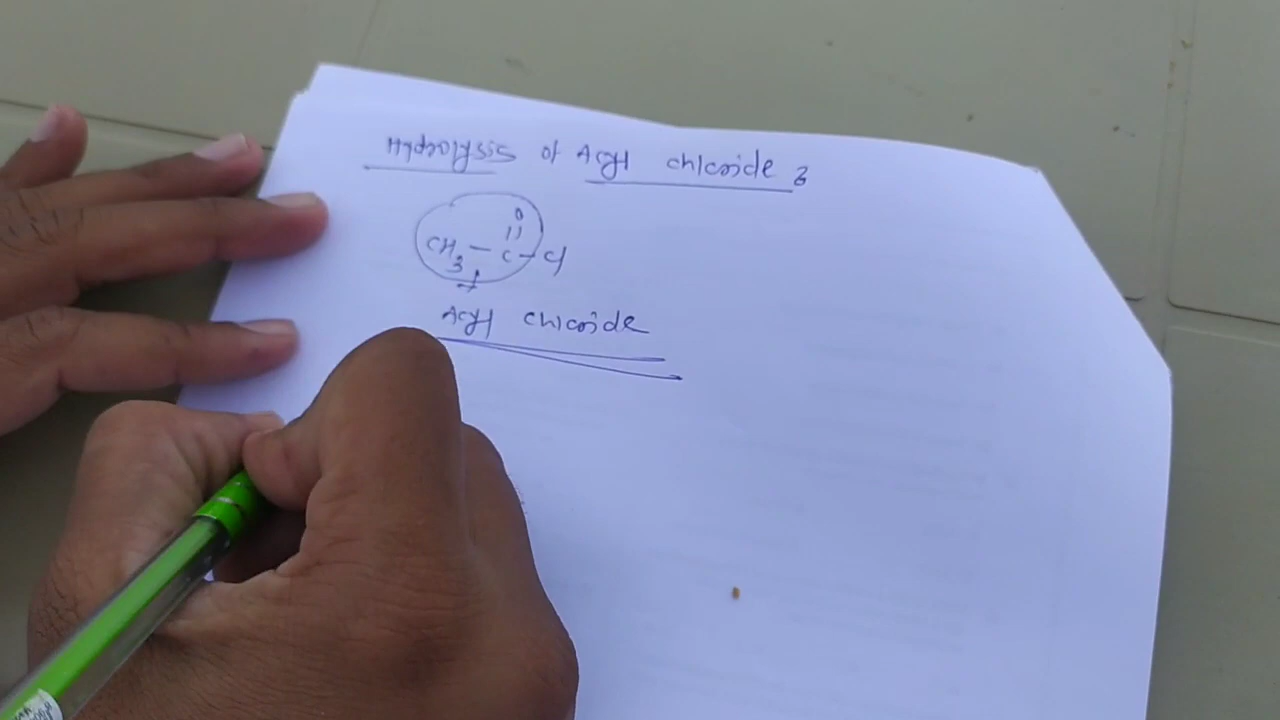 Hydrolysis of Acyl chloride :
O
||
CH3 — C — Cl
Acyl chloride